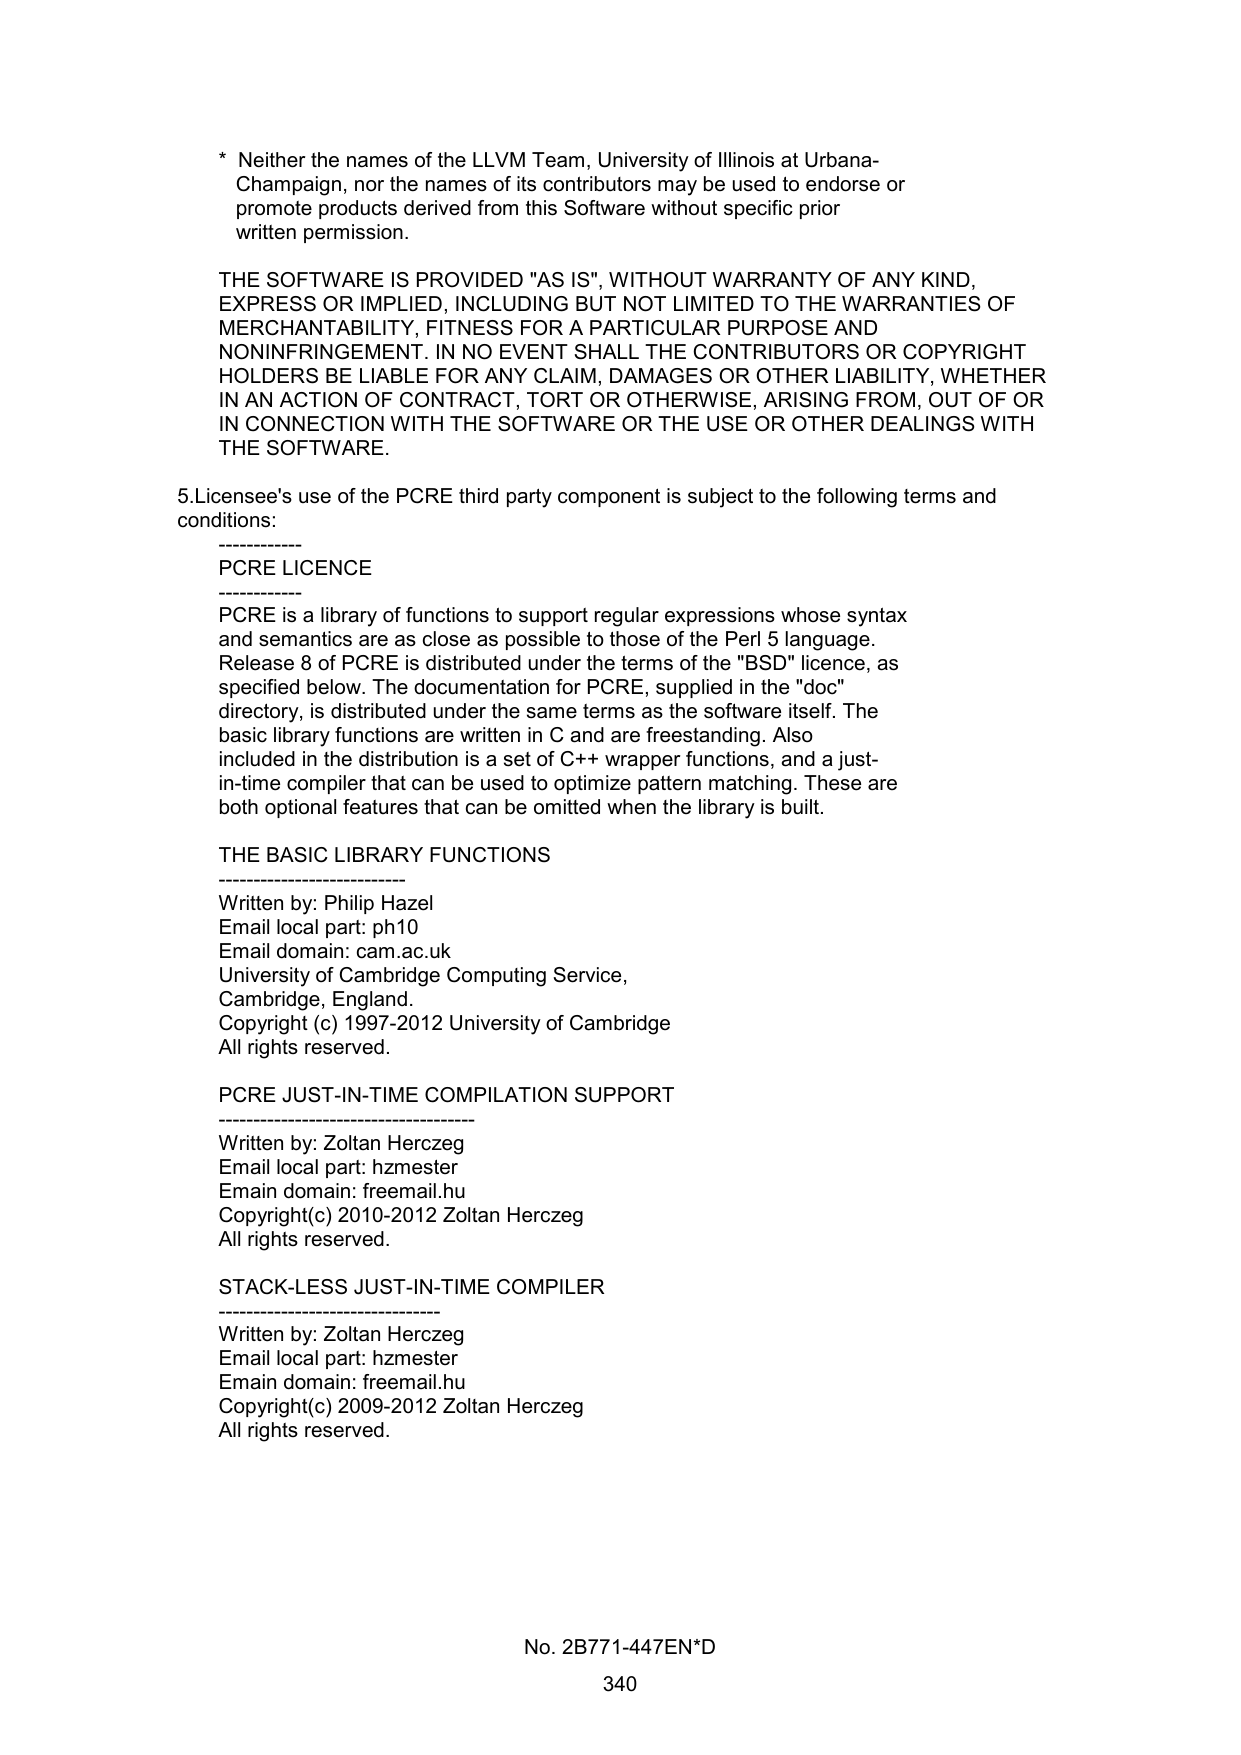 * Neither the names of the LLVM Team, University of Illinois at Urbana-
Champaign, nor the names of its contributors may be used to endorse or
promote products derived from this Software without specific prior
written permission.
THE SOFTWARE IS PROVIDED "AS IS", WITHOUT WARRANTY OF ANY KIND,
EXPRESS OR IMPLIED, INCLUDING BUT NOT LIMITED TO THE WARRANTIES OF
MERCHANTABILITY, FITNESS FOR A PARTICULAR PURPOSE AND
NONINFRINGEMENT. IN NO EVENT SHALL THE CONTRIBUTORS OR COPYRIGHT
HOLDERS BE LIABLE FOR ANY CLAIM, DAMAGES OR OTHER LIABILITY, WHETHER
IN AN ACTION OF CONTRACT, TORT OR OTHERWISE, ARISING FROM, OUT OF OR
IN CONNECTION WITH THE SOFTWARE OR THE USE OR OTHER DEALINGS WITH
THE SOFTWARE.
5.Licensee's use of the PCRE third party component is subject to the following terms and
conditions:
------------
PCRE LICENCE
------------
PCRE is a library of functions to support regular expressions whose syntax
and semantics are as close as possible to those of the Perl 5 language.
Release 8 of PCRE is distributed under the terms of the "BSD" licence, as
specified below. The documentation for PCRE, supplied in the "doc"
directory, is distributed under the same terms as the software itself. The
basic library functions are written in C and are freestanding. Also
included in the distribution is a set of C++ wrapper functions, and a just-
in-time compiler that can be used to optimize pattern matching. These are
both optional features that can be omitted when the library is built.
THE BASIC LIBRARY FUNCTIONS
---------------------------
Written by: Philip Hazel
Email local part: ph10
Email domain: cam.ac.uk
University of Cambridge Computing Service,
Cambridge, England.
Copyright (c) 1997-2012 University of Cambridge
All rights reserved.
PCRE JUST-IN-TIME COMPILATION SUPPORT
-------------------------------------
Written by: Zoltan Herczeg
Email local part: hzmester
Emain domain: freemail.hu
Copyright(c) 2010-2012 Zoltan Herczeg
All rights reserved.
STACK-LESS JUST-IN-TIME COMPILER
--------------------------------
Written by: Zoltan Herczeg
Email local part: hzmester
Emain domain: freemail.hu
Copyright(c) 2009-2012 Zoltan Herczeg
All rights reserved.
No. 2B771-447EN*D
340